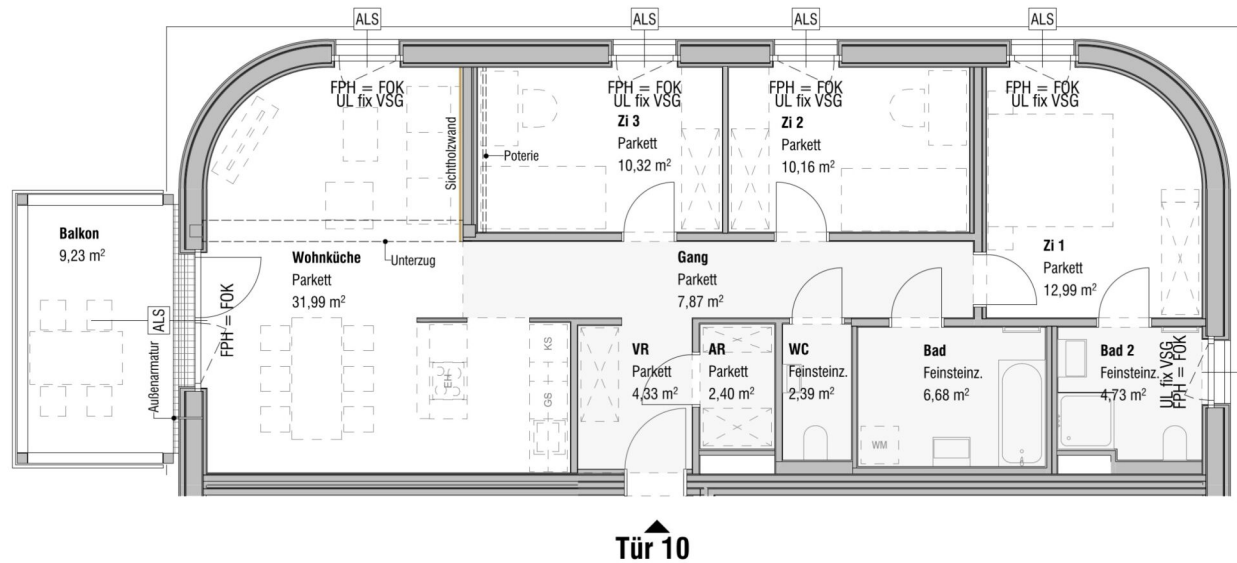 ALS
ALS
ALS
ALS
FPH = FOK
UL fix VSG
FPH = FOK
UL fix VSG
FPH = FOK
UL fix VSG
FPH = FOK
UL fix VSG
Sichtholzwand
Poterie
Zi 3
Parkett
10,32 m²
Zi 2
Parkett
10,16 m²
Balkon
9,23 m²
Wohnküche
Parkett
31,99 m²
Unterzug
Gang
Parkett
7,87 m²
Zi 1
Parkett
12,99 m²
ALS
FPH = FOK
Außenarmatur
EH
KS
GS
VR
Parkett
4,33 m²
AR
Parkett
2,40 m²
WC
Feinsteinz.
2,39 m²
Bad
Feinsteinz.
6,68 m²
WM
Bad 2
Feinsteinz.
4,73 m²
UL fix VSG
FPH = FOK
Tür 10